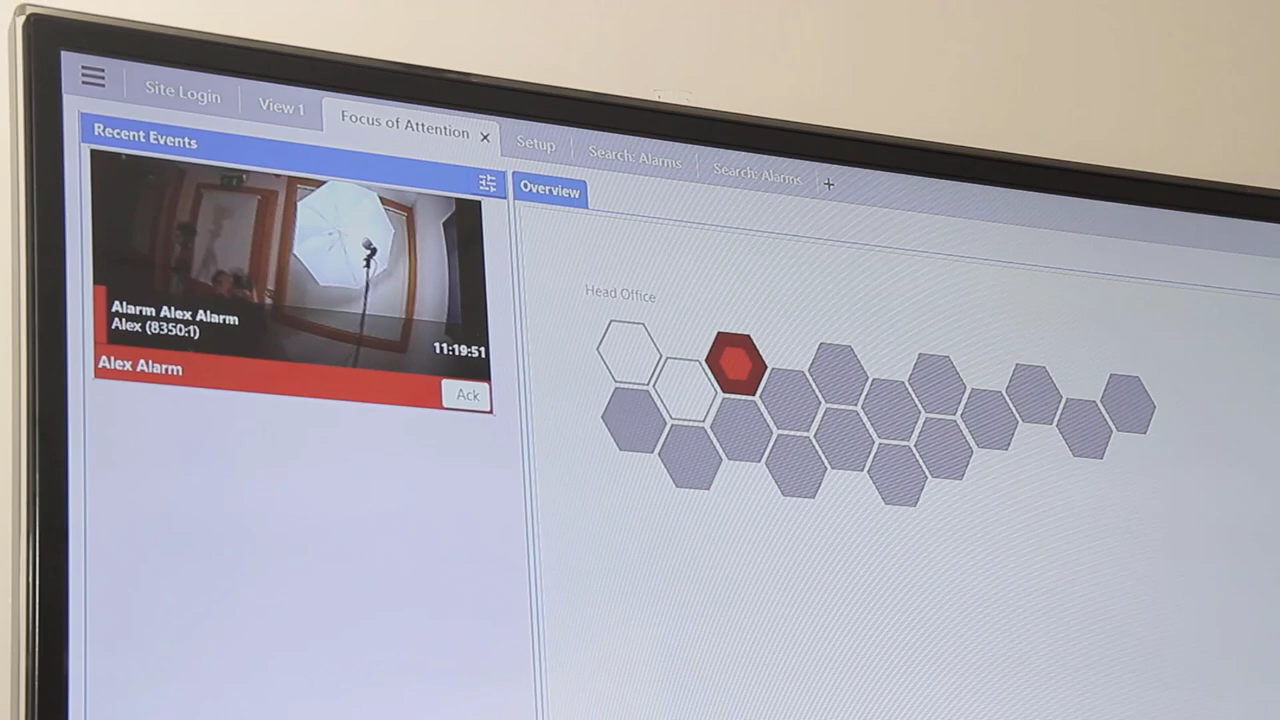 Site Login
View 1
Focus of Attention
Setup
Search: Alarms
Search: Alarms
Recent Events
Overview
Head Office
Alarm Alex Alarm
Alex (8350:1)
11:19:51
Alex Alarm
Ack